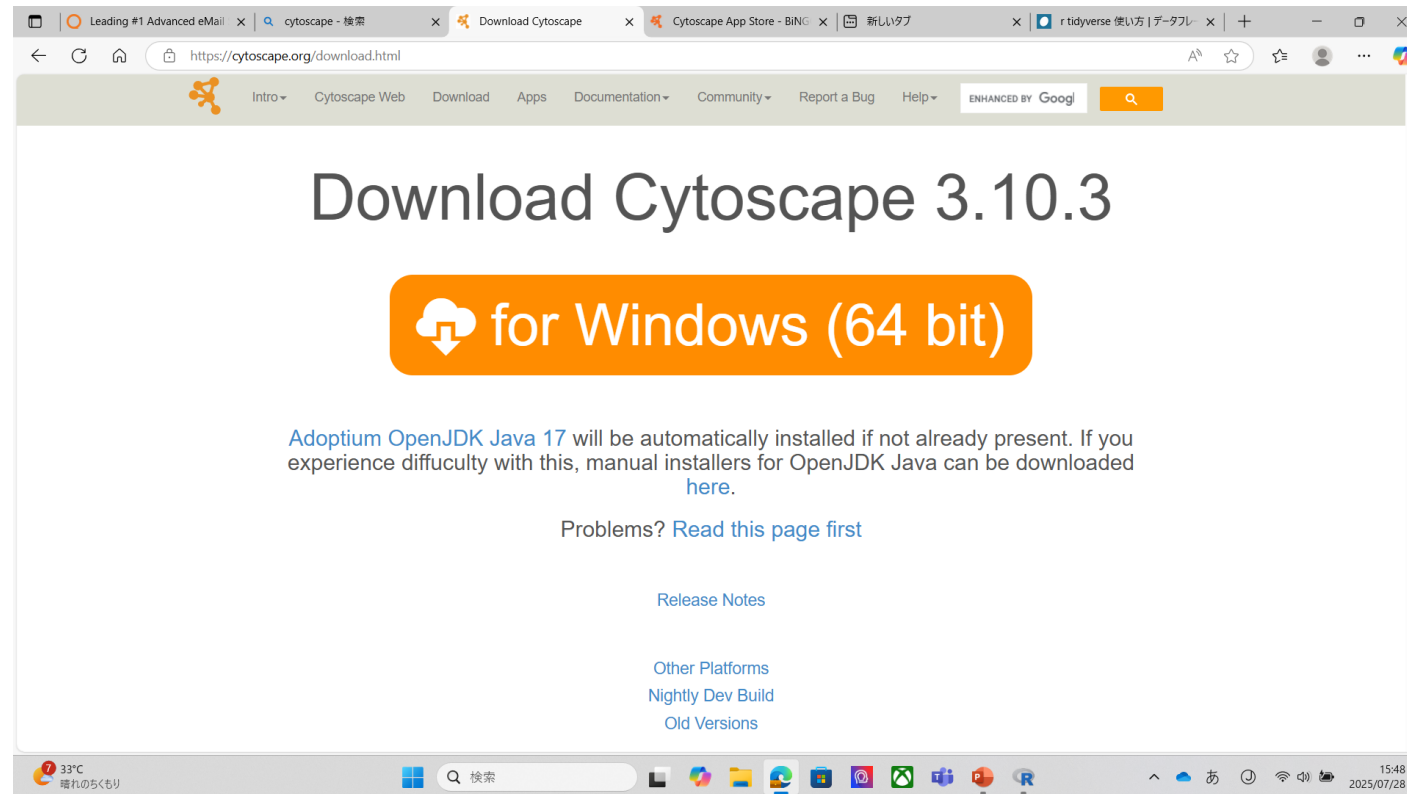 Leading #1 Advanced eMail
cytoscape - 検索
Download Cytoscape
Cytoscape App Store - BiNG
新しいタブ
r tidyverse 使い方 | データフレ
https://cytoscape.org/download.html
Intro
Cytoscape Web
Download
Apps
Documentation
Community
Report a Bug
Help
ENHANCED BY Googl
Download Cytoscape 3.10.3
for Windows (64 bit)
Adoptium OpenJDK Java 17 will be automatically installed if not already present. If you
experience diffuculty with this, manual installers for OpenJDK Java can be downloaded
here.
Problems? Read this page first
Release Notes
Other Platforms
Nightly Dev Build
Old Versions
7
33°C
晴れのちくもり
検索
あ
15:48
2025/07/28